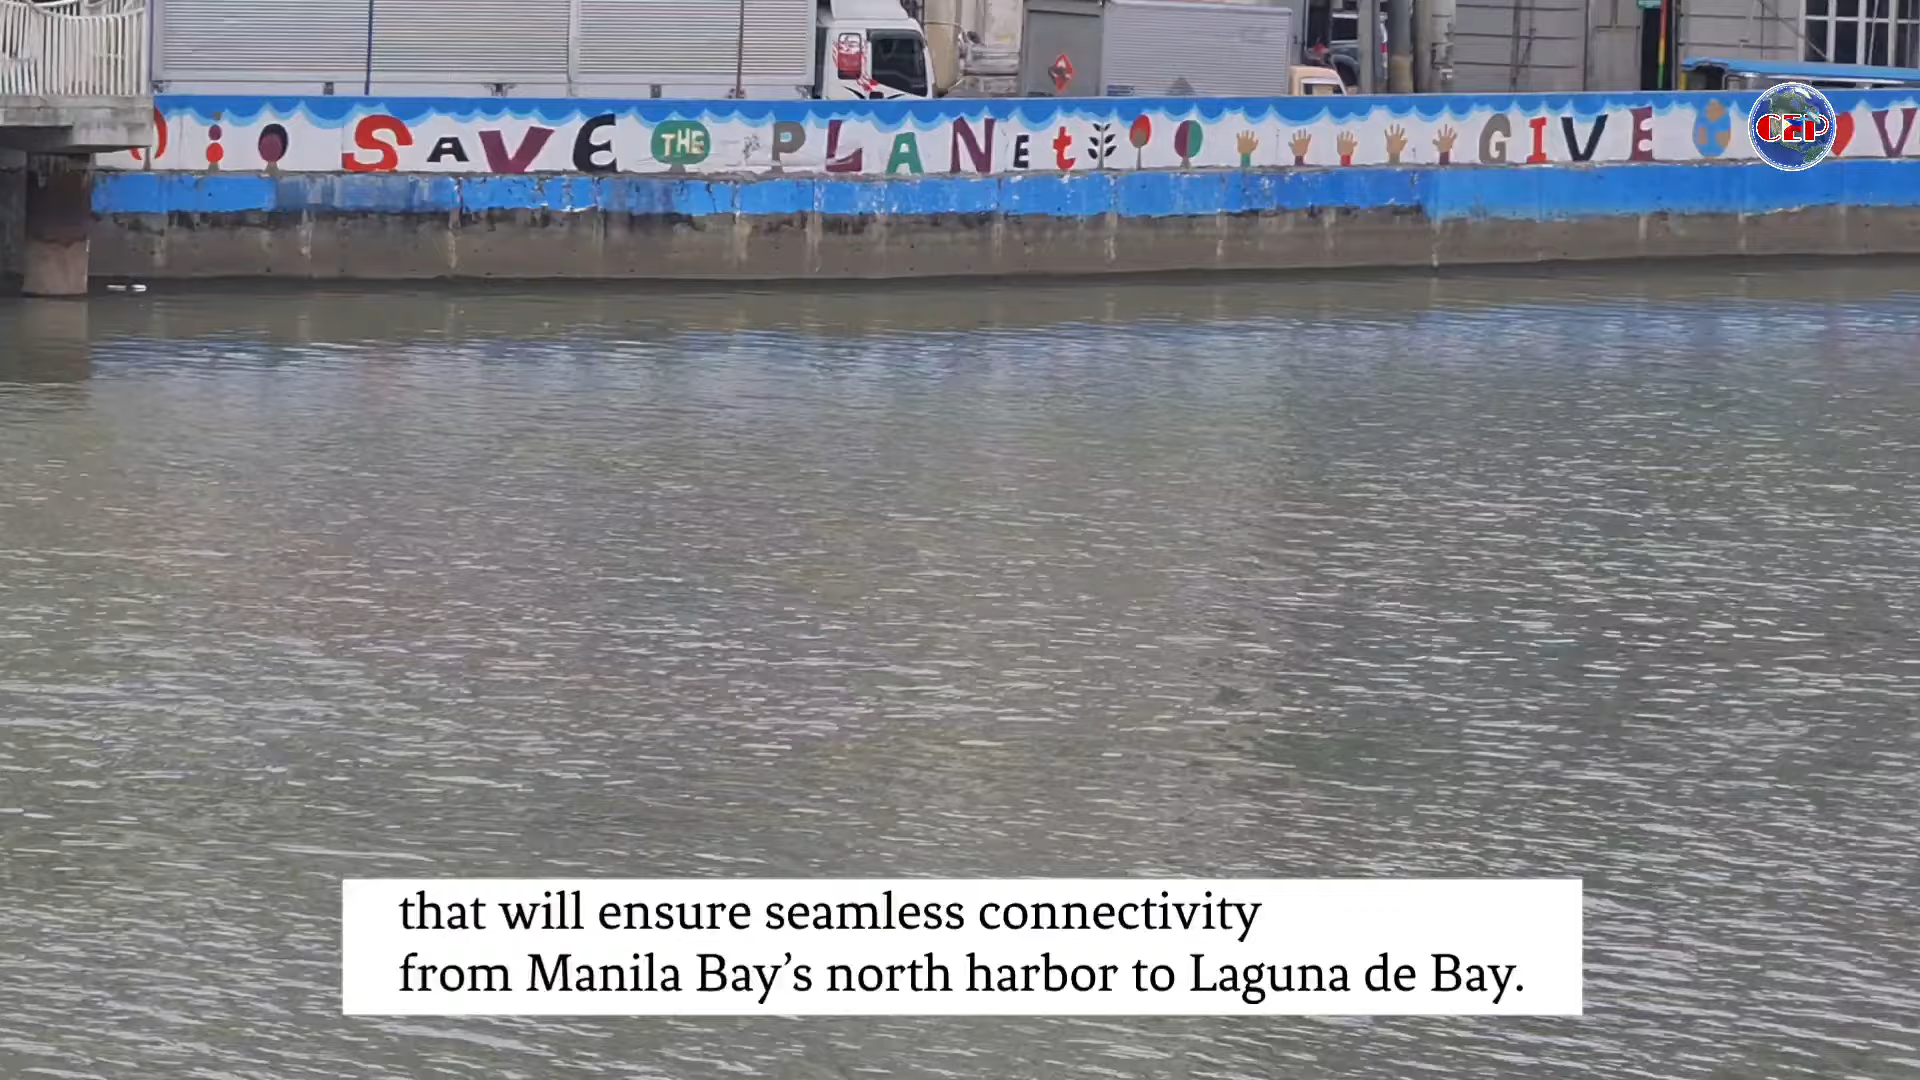 SAVE THE PLANEt GIVE
CEP
that will ensure seamless connectivity
from Manila Bay’s north harbor to Laguna de Bay.